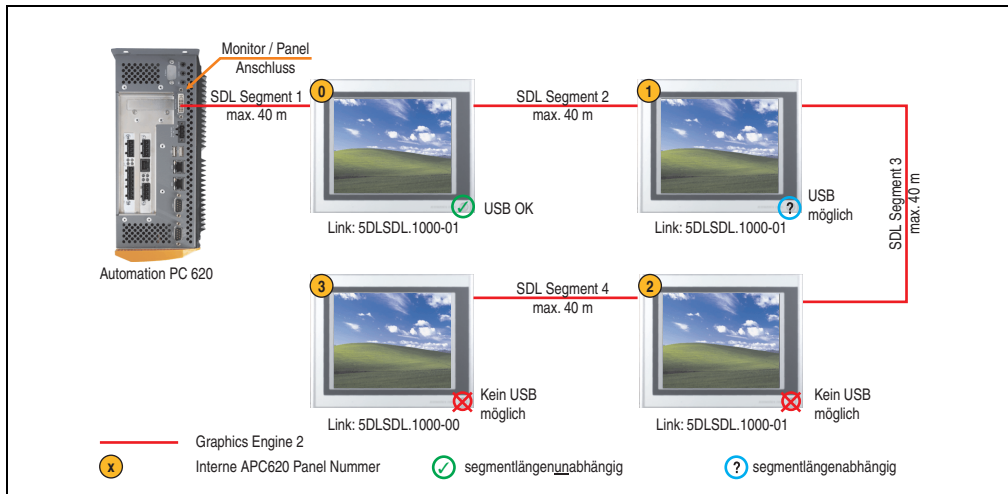 Monitor / Panel
Anschluss
SDL Segment 1
max. 40 m
0
SDL Segment 2
max. 40 m
1
SDL Segment 3
max. 40 m
USB OK
USB
möglich
?
Link: 5DLSDL.1000-01
Link: 5DLSDL.1000-01
Automation PC 620
3
SDL Segment 4
max. 40 m
2
Kein USB
möglich
Kein USB
möglich
Link: 5DLSDL.1000-00
Link: 5DLSDL.1000-01
Graphics Engine 2
x
Interne APC620 Panel Nummer
segmentlängenunabhängig
?
segmentlängenabhängig